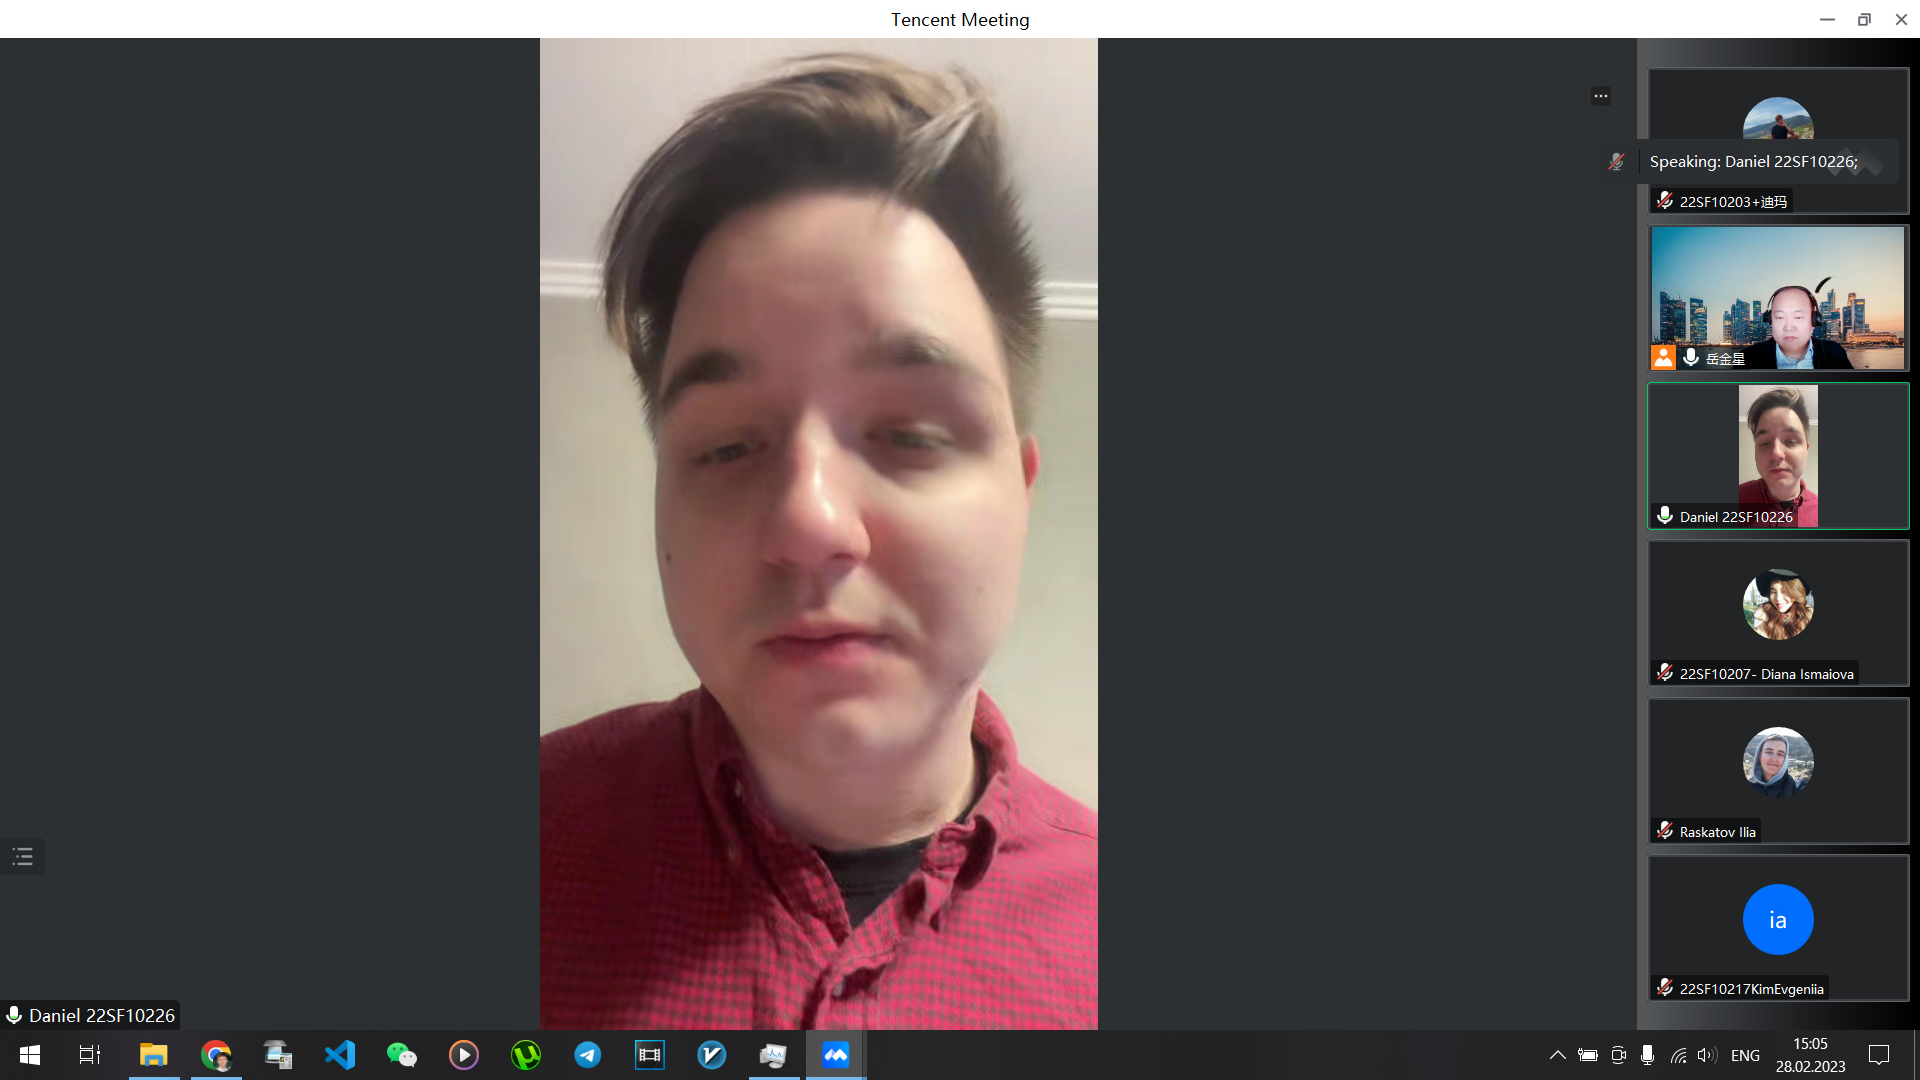 Tencent Meeting
Speaking: Daniel 22SF10226;
22SF10203+迪玛
岳金星
Daniel 22SF10226
22SF10207- Diana Ismaiova
Raskatov Ilia
ia
22SF10217KimEvgeniia
Daniel 22SF10226
ENG
15:05
28.02.2023